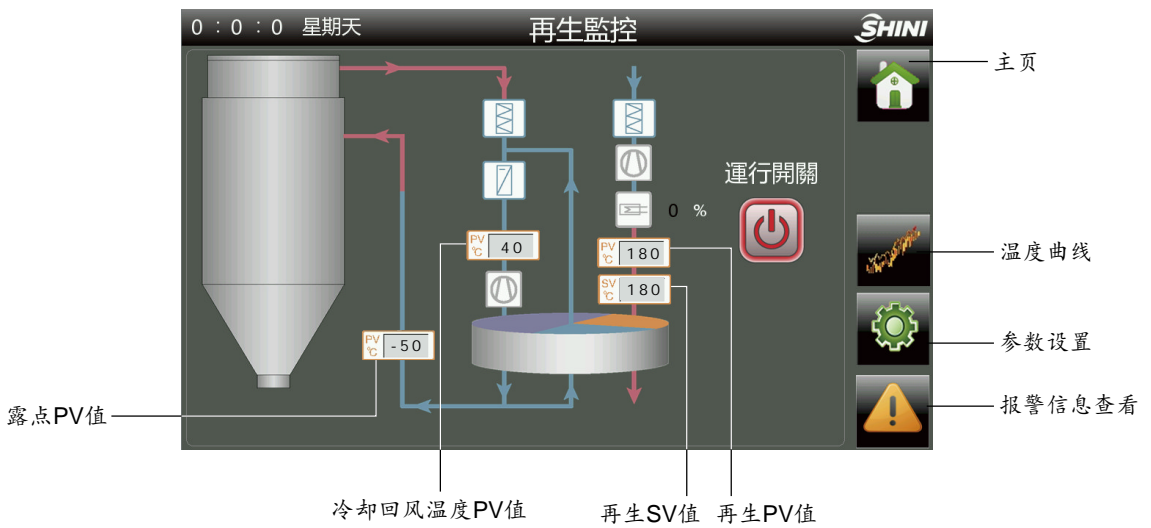 0 : 0 : 0 星期天
再生監控
SHINI
主页
運行開關
0 %
PV ℃ 40
PV ℃ 180
温度曲线
SV ℃ 180
PV ℃ -50
参数设置
报警信息查看
露点PV值
冷却回风温度PV值
再生SV值
再生PV值